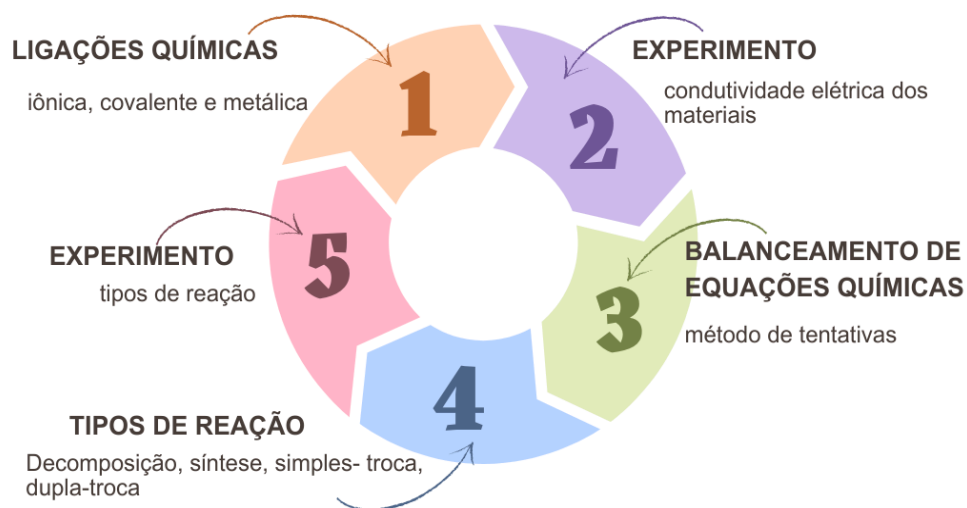 LIGAÇÕES QUÍMICAS
iônica, covalente e metálica
1
EXPERIMENTO
condutividade elétrica dos
materiais
2
BALANCEAMENTO DE
EQUAÇÕES QUÍMICAS
método de tentativas
3
TIPOS DE REAÇÃO
Decomposição, síntese, simples- troca,
dupla-troca
4
EXPERIMENTO
tipos de reação
5